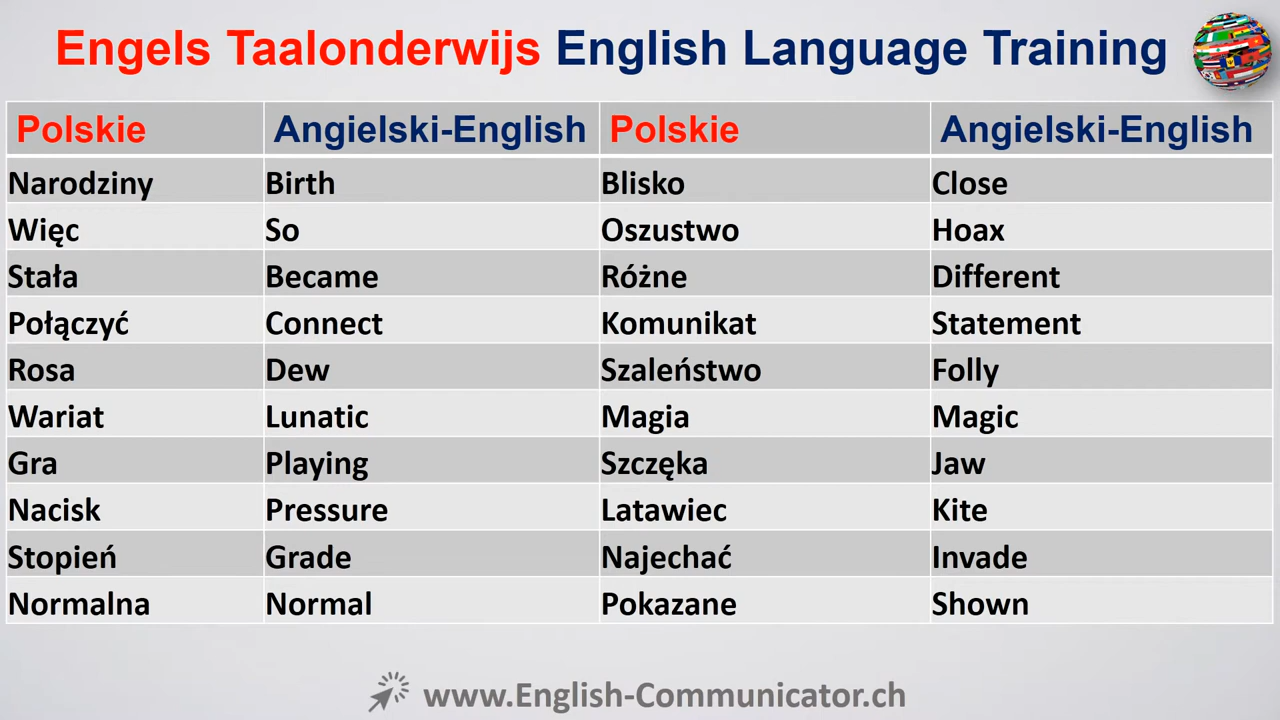 Engels Taalonderwijs English Language Training
Polskie Angielski-English Polskie Angielski-English
Narodziny Birth Blisko Close
Więc So Oszustwo Hoax
Stała Became Różne Different
Połączyć Connect Komunikat Statement
Rosa Dew Szaleństwo Folly
Wariat Lunatic Magia Magic
Gra Playing Szczęka Jaw
Nacisk Pressure Latawiec Kite
Stopień Grade Najechać Invade
Normalna Normal Pokazane Shown
www.English-Communicator.ch